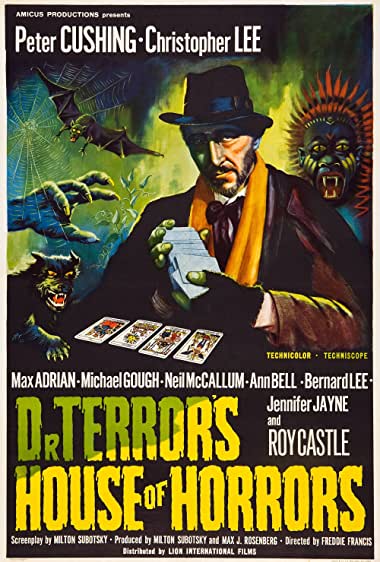 AMICUS PRODUCTIONS presents
Peter CUSHING · Christopher LEE
TECHNICOLOR · TECHNISCOPE
Max ADRIAN · Michael GOUGH · Neil McCALLUM · Ann BELL · Bernard LEE ·
Jennifer JAYNE
and
ROY CASTLE
DR TERROR'S
HOUSE OF HORRORS
Screenplay by MILTON SUBOTSKY · Produced by MILTON SUBOTSKY and MAX J. ROSENBERG · Directed by FREDDIE FRANCIS
Distributed by LION INTERNATIONAL FILMS